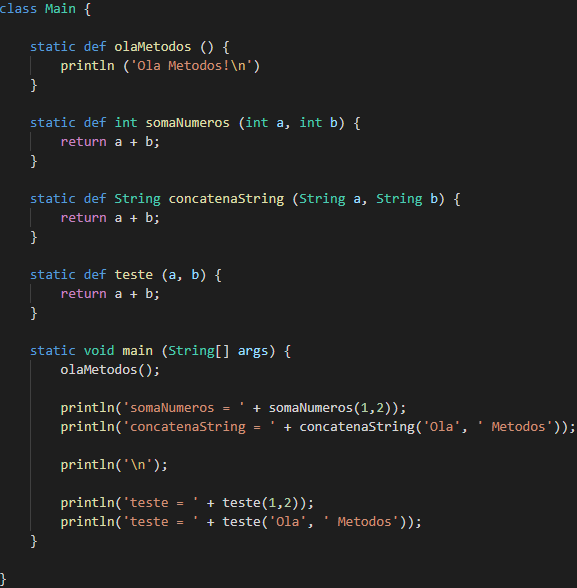 class Main {
    static def olaMetodos () {
        println ('Ola Metodos!\n')
    }
    static def int somaNumeros (int a, int b) {
        return a + b;
    }
    static def String concatenaString (String a, String b) {
        return a + b;
    }
    static def teste (a, b) {
        return a + b;
    }
    static void main (String[] args) {
        olaMetodos();
        println('somaNumeros = ' + somaNumeros(1,2));
        println('concatenaString = ' + concatenaString('Ola', ' Metodos'));
        println('\n');
        println('teste = ' + teste(1,2));
        println('teste = ' + teste('Ola', ' Metodos'));
    }
}